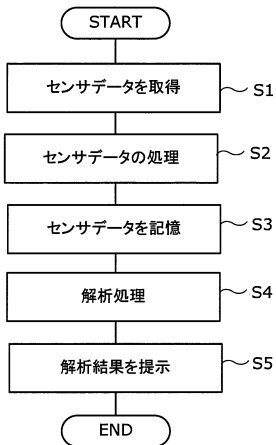 START
センサデータを取得
S1
センサデータの処理
S2
センサデータを記憶
S3
解析処理
S4
解析結果を提示
S5
END